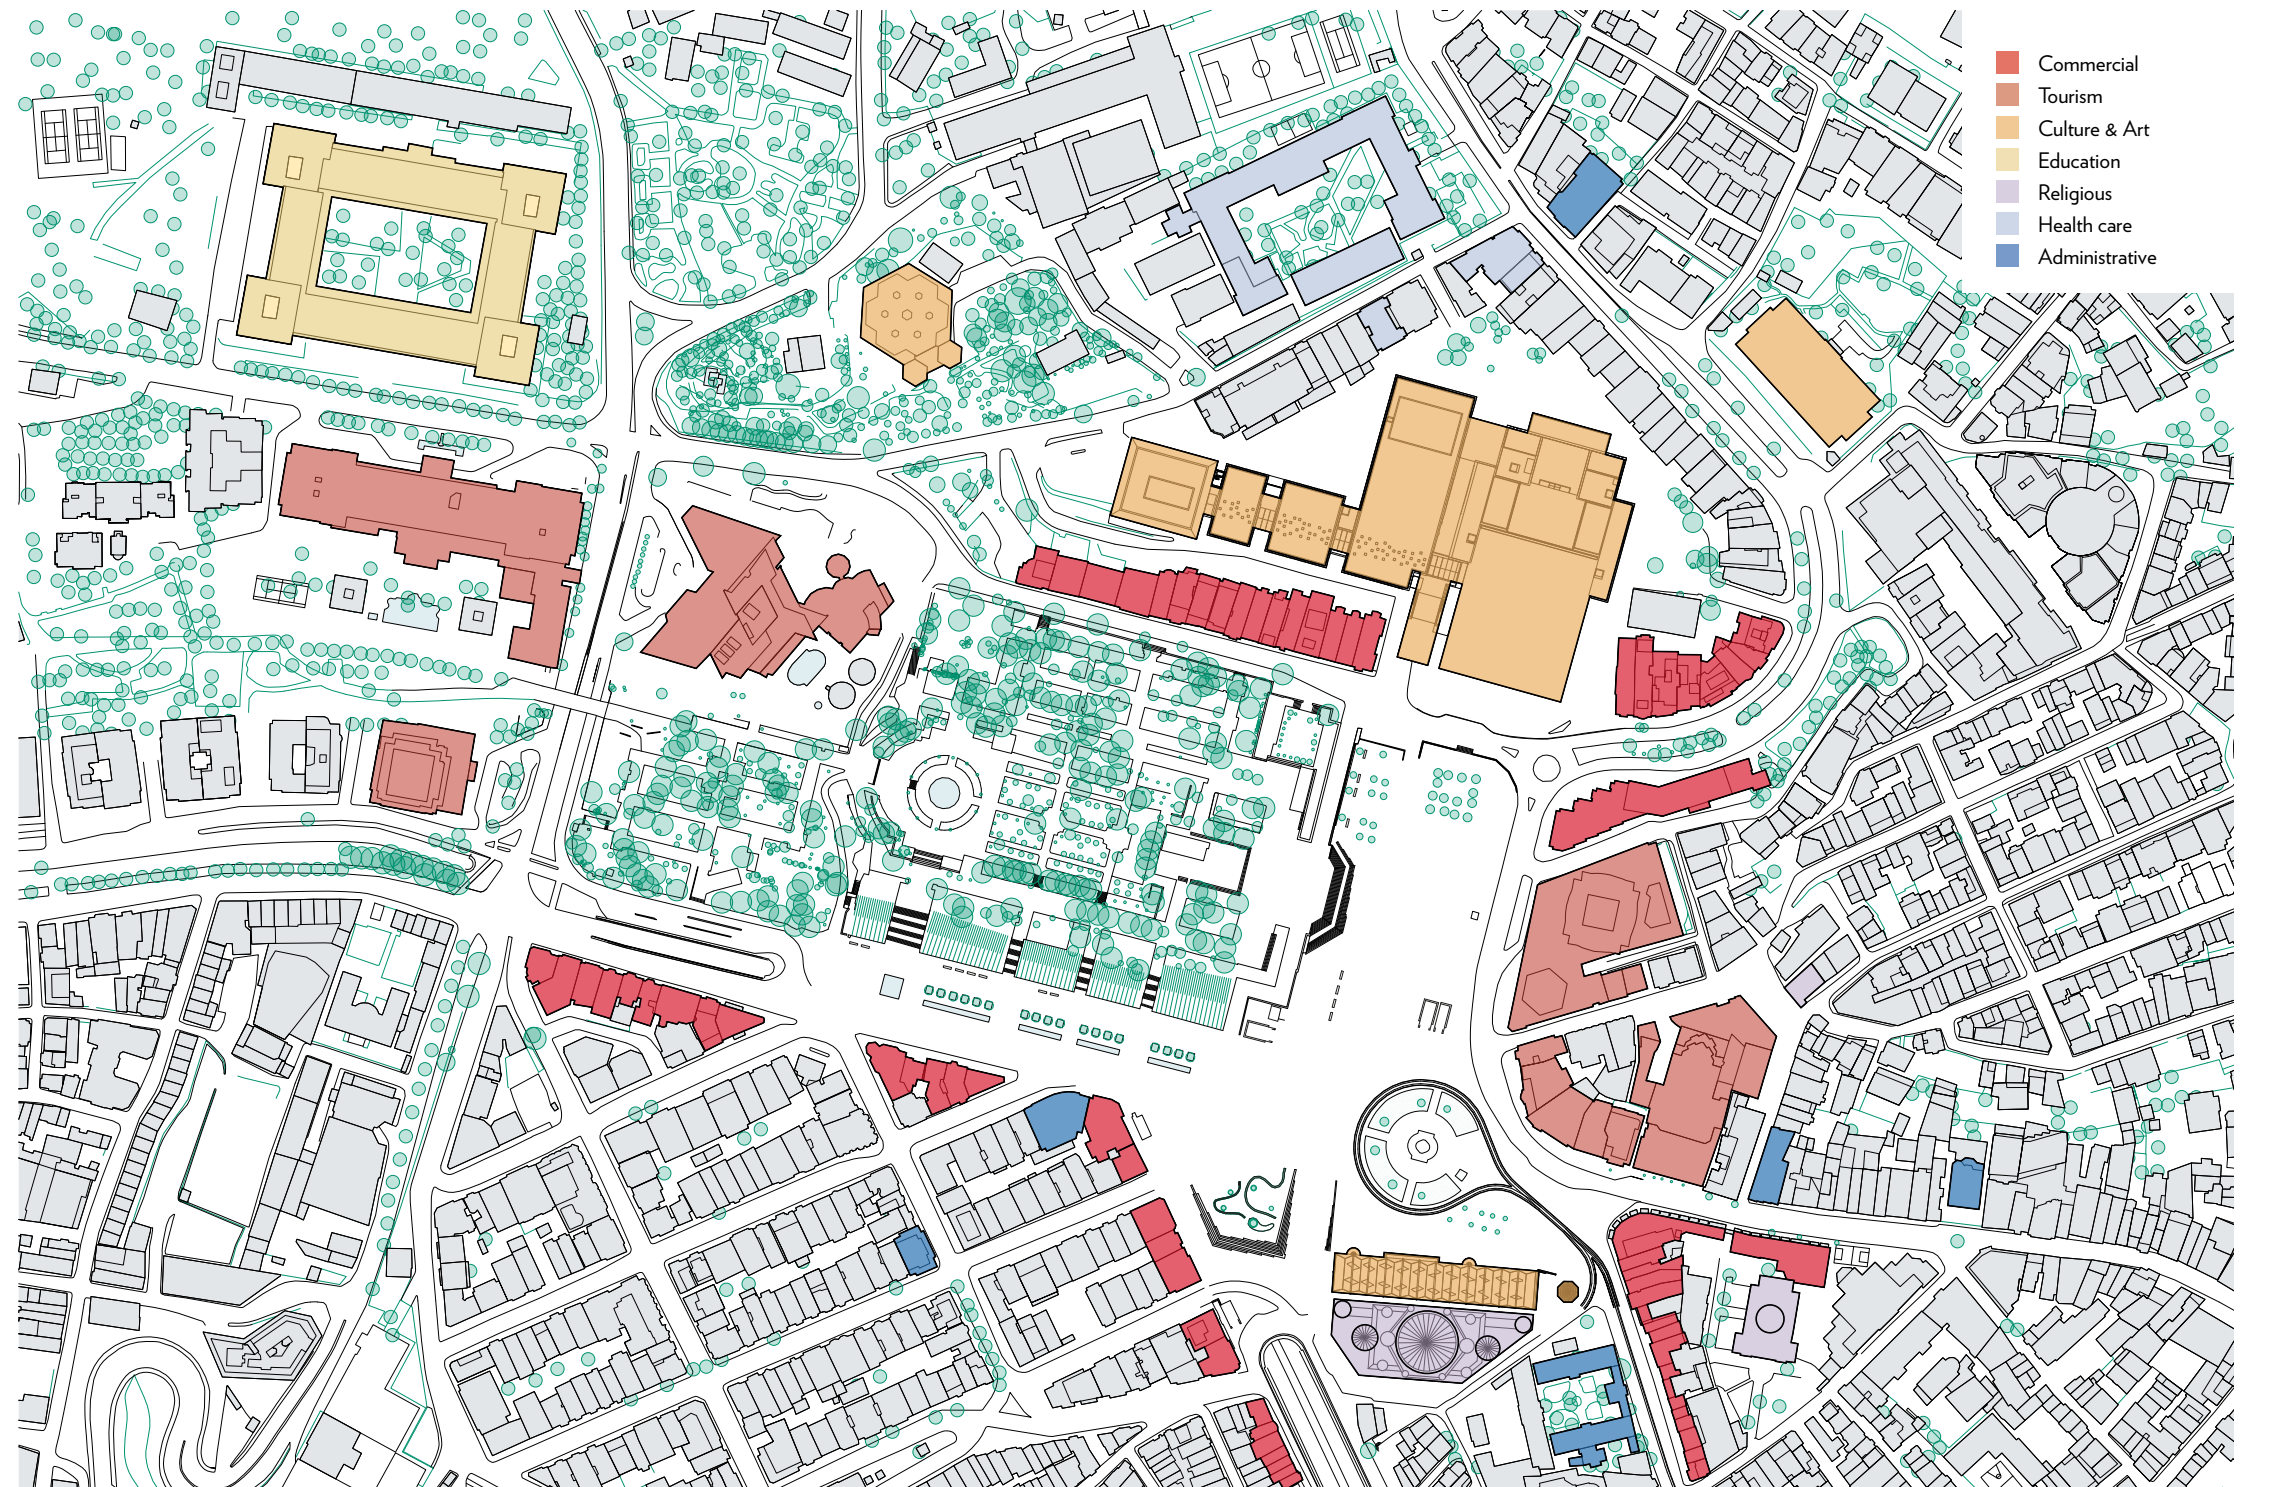 Commercial
Tourism
Culture & Art
Education
Religious
Health care
Administrative